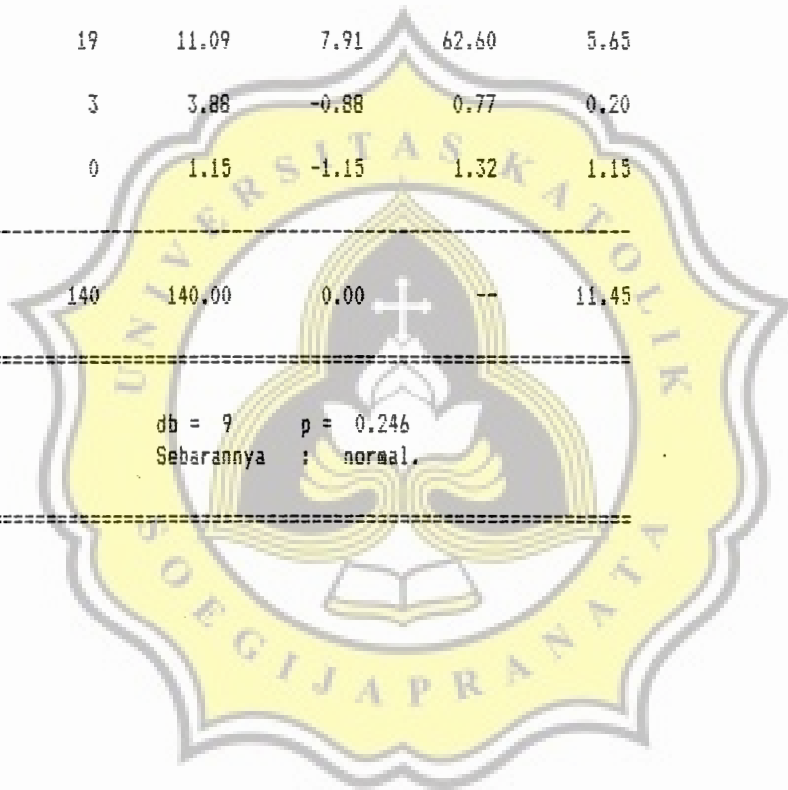 19 11.09 7.91 62.60 5.65
3 3.88 -0.88 0.77 0.20
0 1.15 -1.15 1.32 1.15
140 140.00 0.00 -- 11.45
db = 9 p = 0.246
Sebarannya : normal.
UNIVERSITAS KATOLIK
SOEGIJAPRANATA